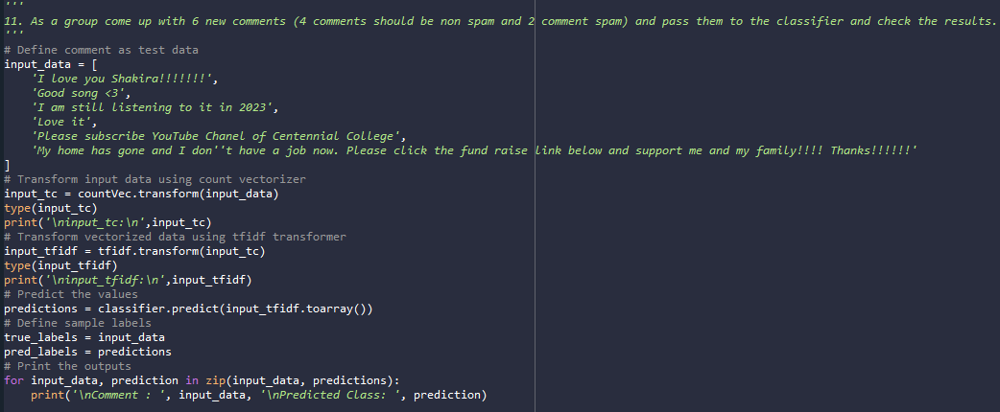 '''
11. As a group come up with 6 new comments (4 comments should be non spam and 2 comment spam) and pass them to the classifier and check the results.
'''
# Define comment as test data
input_data = [
    'I love you Shakira!!!!!!!',
    'Good song <3',
    'I am still listening to it in 2023',
    'Love it',
    'Please subscribe YouTube Chanel of Centennial College',
    'My home has gone and I don''t have a job now. Please click the fund raise link below and support me and my family!!!! Thanks!!!!!!'
]
# Transform input data using count vectorizer
input_tc = countVec.transform(input_data)
type(input_tc)
print('\ninput_tc:\n',input_tc)
# Transform vectorized data using tfidf transformer
input_tfidf = tfidf.transform(input_tc)
type(input_tfidf)
print('\ninput_tfidf:\n',input_tfidf)
# Predict the values
predictions = classifier.predict(input_tfidf.toarray())
# Define sample labels
true_labels = input_data
pred_labels = predictions
# Print the outputs
for input_data, prediction in zip(input_data, predictions):
    print('\nComment : ', input_data, '\nPredicted Class: ', prediction)